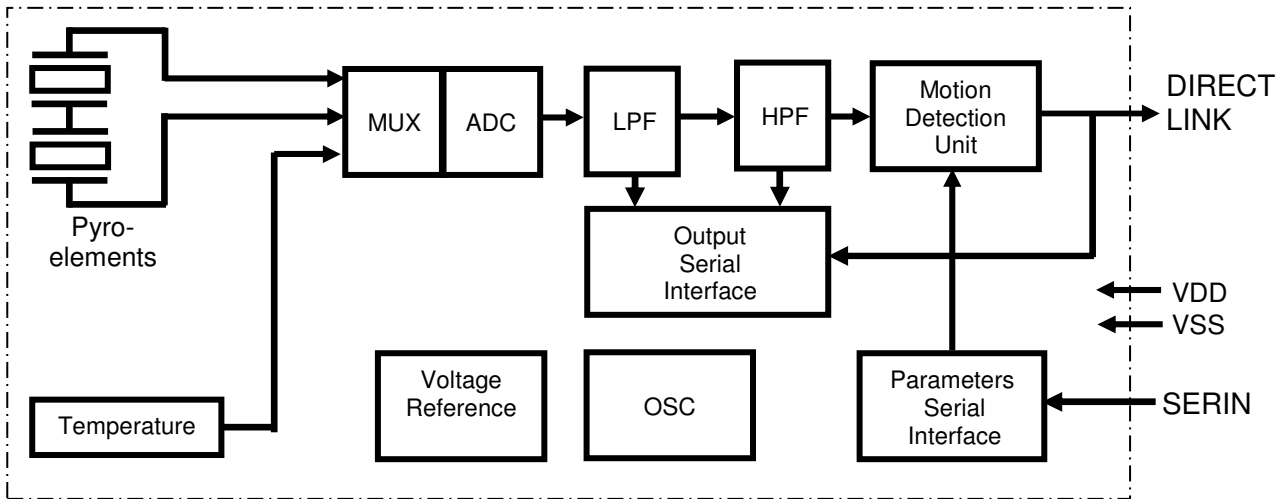 Pyro-
elements
Temperature
MUX
ADC
LPF
HPF
Motion
Detection
Unit
DIRECT
LINK
Output
Serial
Interface
VDD
VSS
Voltage
Reference
OSC
Parameters
Serial
Interface
SERIN